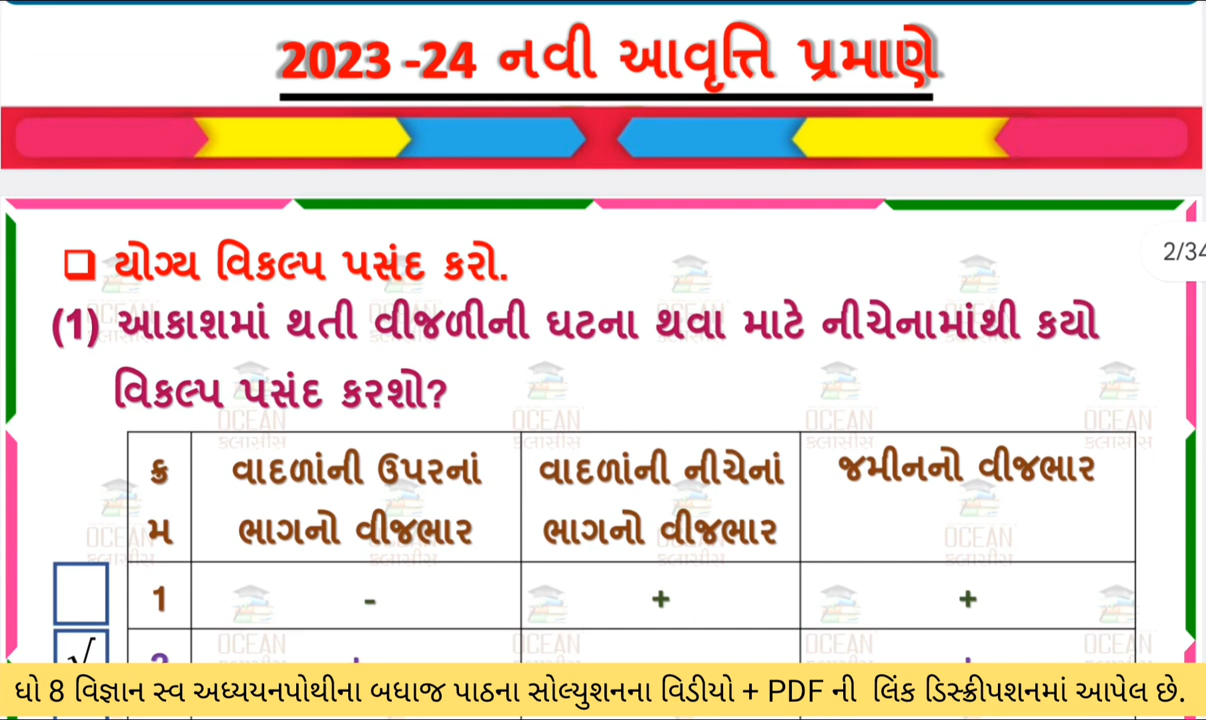 2023 -24 નવી આવૃત્તિ પ્રમાણે
2/34
❑ યોગ્ય વિકલ્પ પસંદ કરો.
(1) આકાશમાં થતી વીજળીની ઘટના થવા માટે નીચેનામાંથી કયો
વિકલ્પ પસંદ કરશો?
ક્રમ વાદળાંની ઉપરનાં ભાગનો વીજભાર વાદળાંની નીચેનાં ભાગનો વીજભાર જમીનનો વીજભાર
1 - + +
√
ધો 8 વિજ્ઞાન સ્વ અધ્યયનપોથીના બધાજ પાઠના સોલ્યુશનના વિડીયો + PDF ની લિંક ડિસ્ક્રીપશનમાં આપેલ છે.
OCEAN
ક્લાસીસ